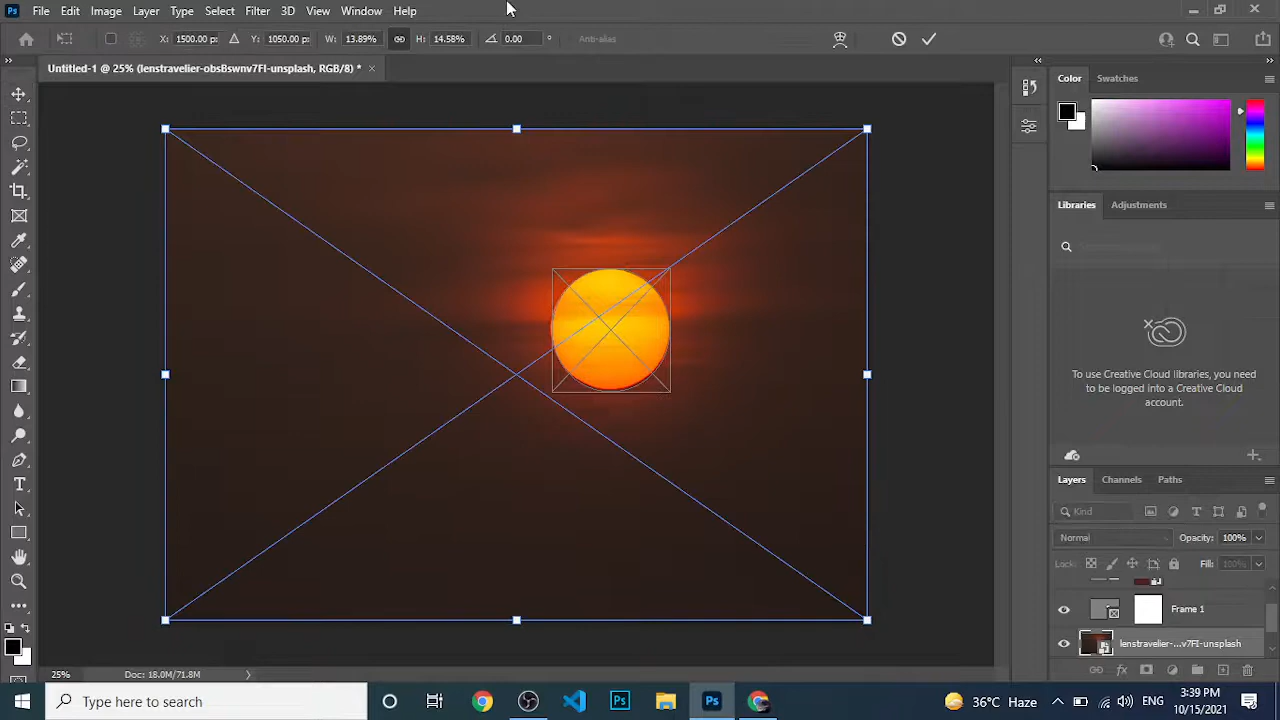 Ps File Edit Image Layer Type Select Filter 3D View Window Help
X: 1500.00 p: Y: 1050.00 p: W: 13.89% H: 14.58% 0.00 ° Anti-alias
Untitled-1 @ 25% (lenstravelier-obsBswnv7FI-unsplash, RGB/8) * ×
Color Swatches
Libraries Adjustments
To use Creative Cloud Libraries, you
need to be logged into a Creative Cloud
account.
Layers Channels Paths
Kind
Normal Opacity: 100%
Lock: Fill: 100%
Frame 1
lenstravelier-...v7FI-unsplash
25% Doc: 18.0M/71.8M
Type here to search
Ps Ps
36°C Haze
3:39 PM
10/15/2021